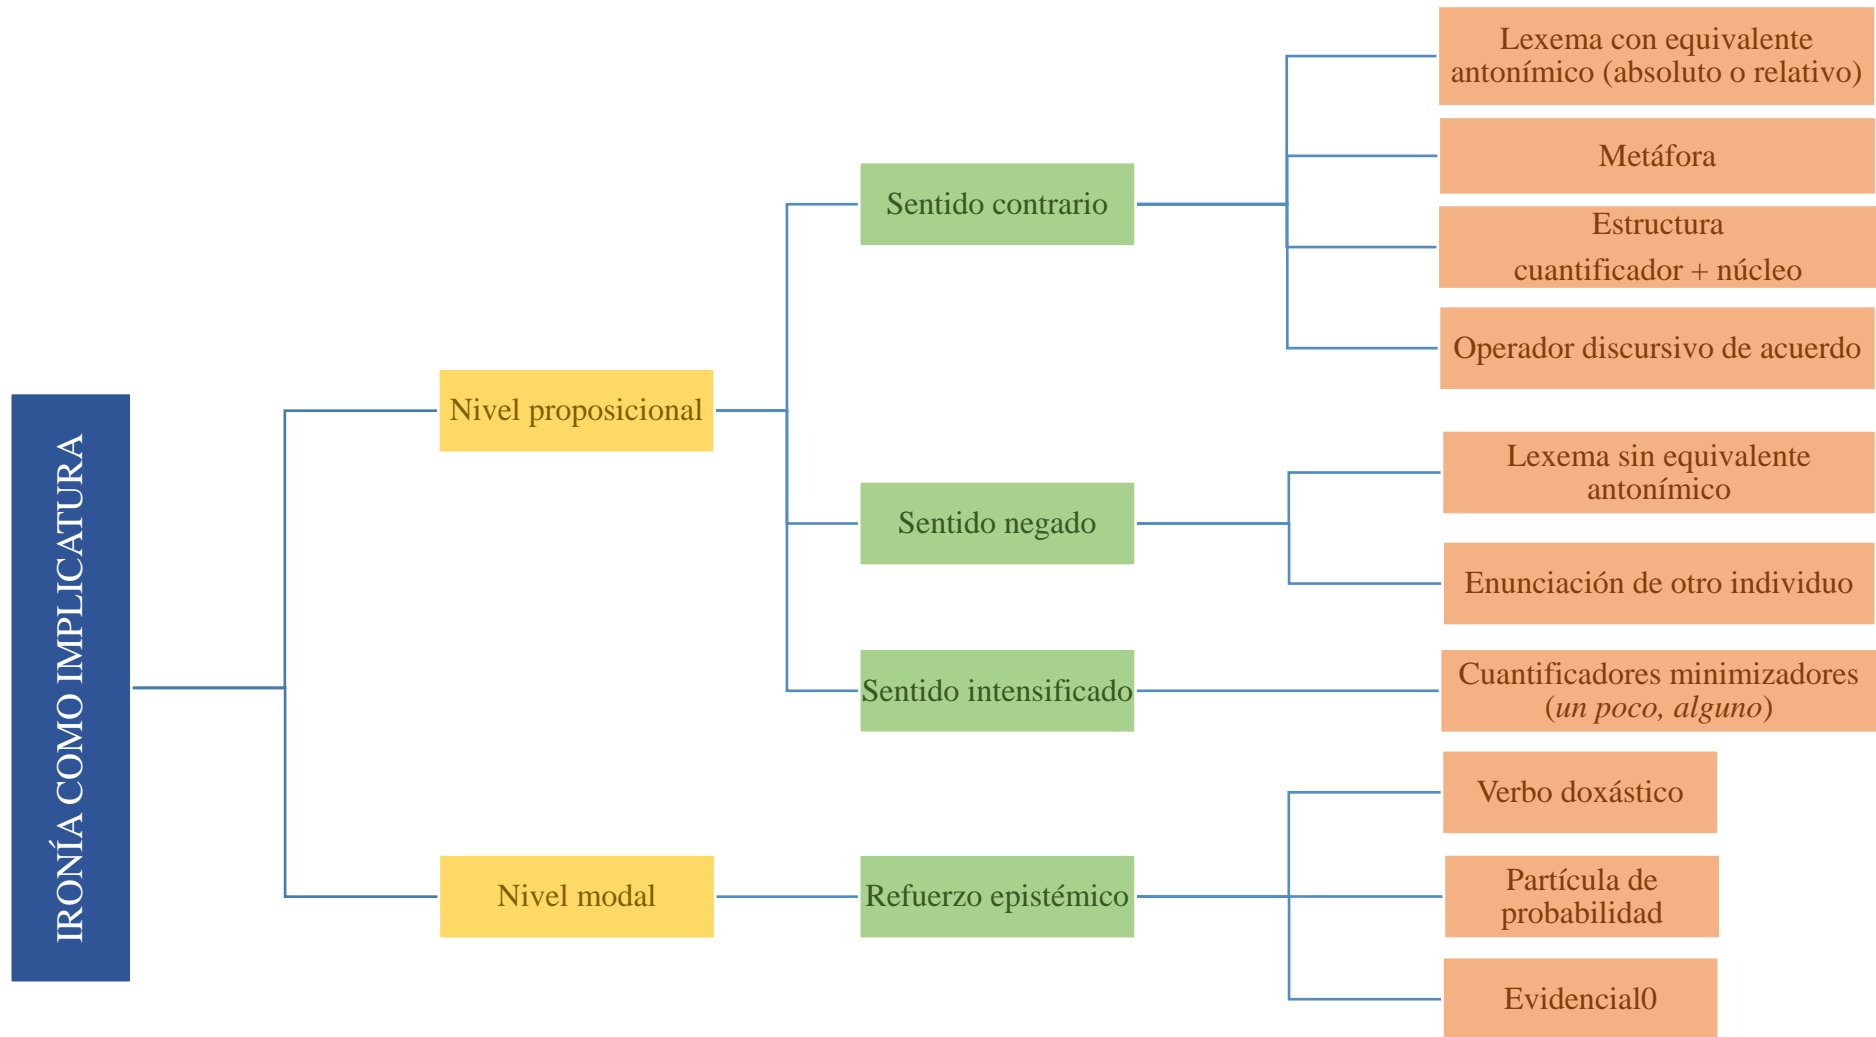 IRONÍA COMO IMPLICATURA
Nivel proposicional
Sentido contrario
Lexema con equivalente
antonímico (absoluto o relativo)
Metáfora
Estructura
cuantificador + núcleo
Operador discursivo de acuerdo
Sentido negado
Lexema sin equivalente
antonímico
Enunciación de otro individuo
Sentido intensificado
Cuantificadores minimizadores
(un poco, alguno)
Nivel modal
Refuerzo epistémico
Verbo doxástico
Partícula de
probabilidad
Evidencial0